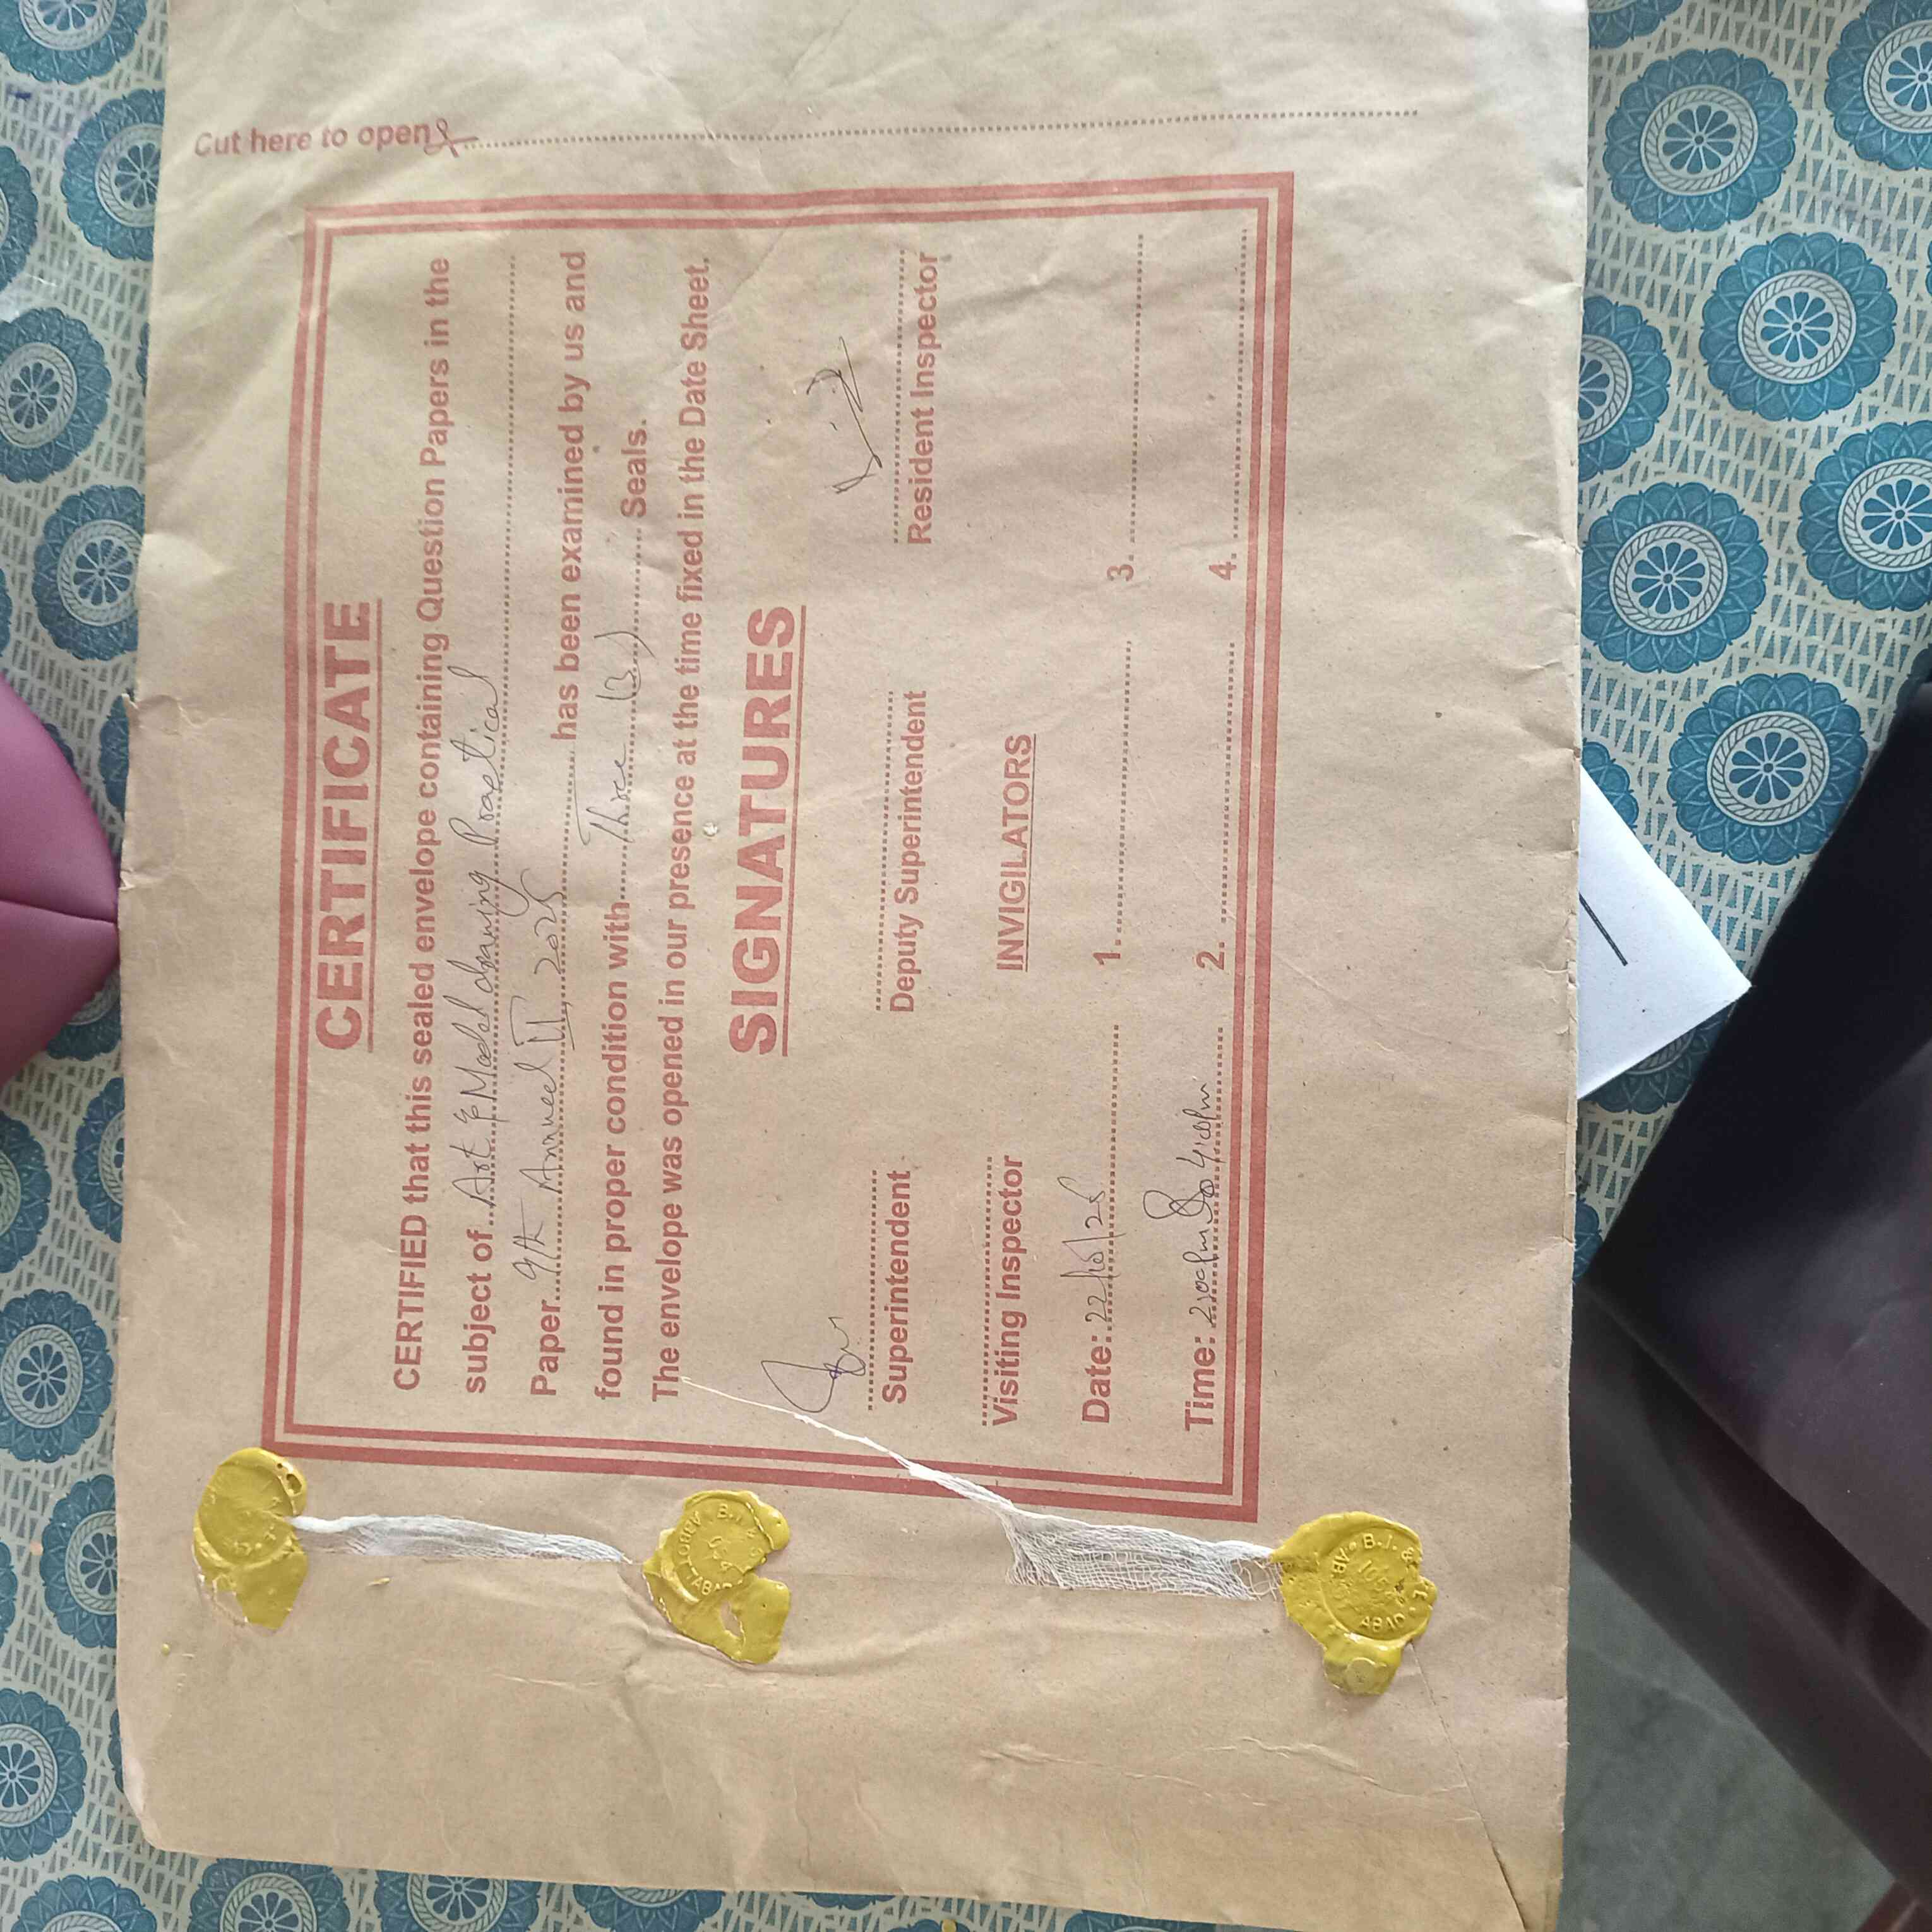 Cut here to open
CERTIFICATE
CERTIFIED that this sealed envelope containing Question Papers in the
subject of Art & Model drawing Practical
Paper 9th Annual II, 2025 has been examined by us and
found in proper condition with Three (3) Seals.
The envelope was opened in our presence at the time fixed in the Date Sheet.
SIGNATURES
Superintendent
Deputy Superintendent
Resident Inspector
Visiting Inspector
INVIGILATORS
Date: 22/10/25
1.
3.
Time: 2:00pm to 4:00pm
2.
4.
B.I. &
ABAD